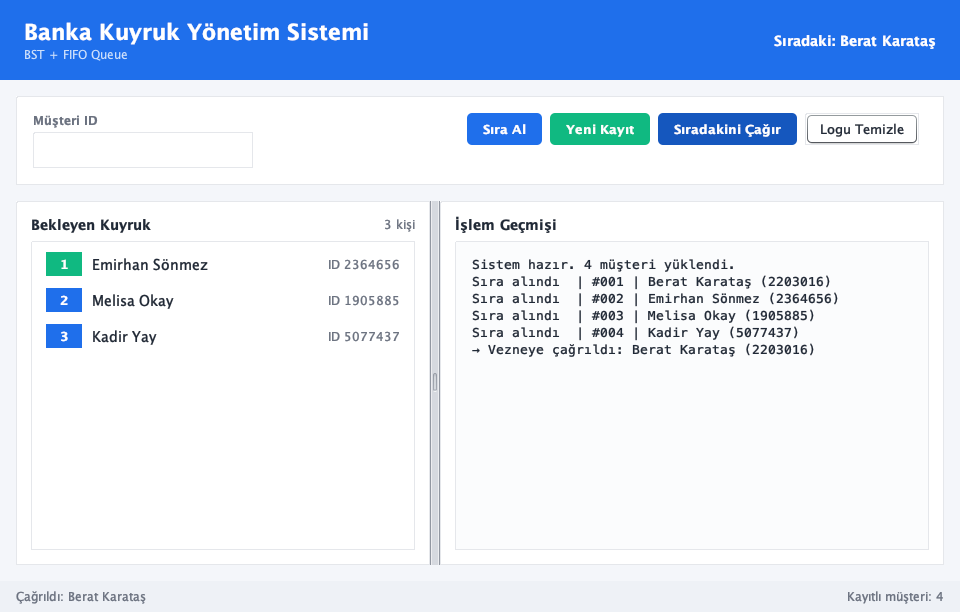 Banka Kuyruk Yönetim Sistemi
BST + FIFO Queue
Sıradaki: Berat Karataş
Müşteri ID
Sıra Al
Yeni Kayıt
Sıradakini Çağır
Logu Temizle
Bekleyen Kuyruk
3 kişi
1 Emirhan Sönmez ID 2364656
2 Melisa Okay ID 1905885
3 Kadir Yay ID 5077437
İşlem Geçmişi
Sistem hazır. 4 müşteri yüklendi.
Sıra alındı | #001 | Berat Karataş (2203016)
Sıra alındı | #002 | Emirhan Sönmez (2364656)
Sıra alındı | #003 | Melisa Okay (1905885)
Sıra alındı | #004 | Kadir Yay (5077437)
→ Vezneye çağrıldı: Berat Karataş (2203016)
Çağrıldı: Berat Karataş
Kayıtlı müşteri: 4